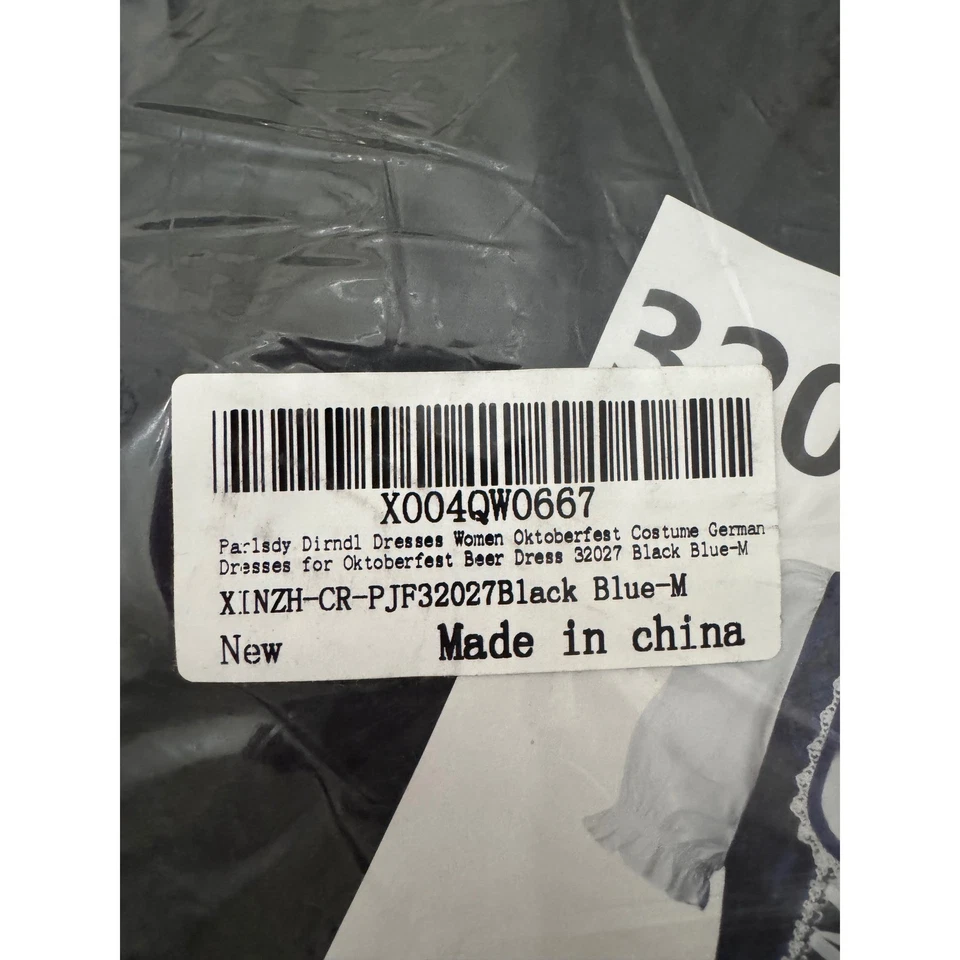 320
X004QW0667
Parlsdy Dirndl Dresses Women Oktoberfest Costume German
Dresses for Oktoberfest Beer Dress 32027 Black Blue-M
XINZH-CR-PJF32027Black Blue-M
New
Made in china